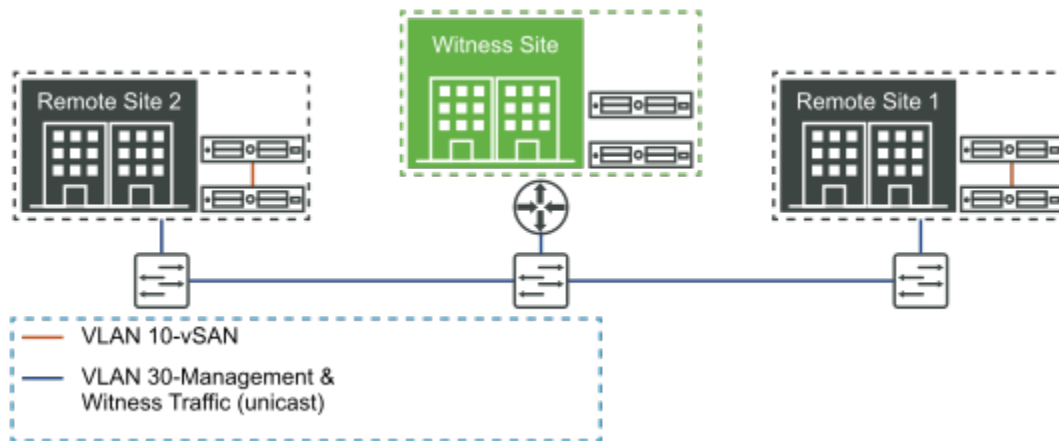 Witness Site
Remote Site 2
Remote Site 1
VLAN 10-vSAN
VLAN 30-Management &
Witness Traffic (unicast)